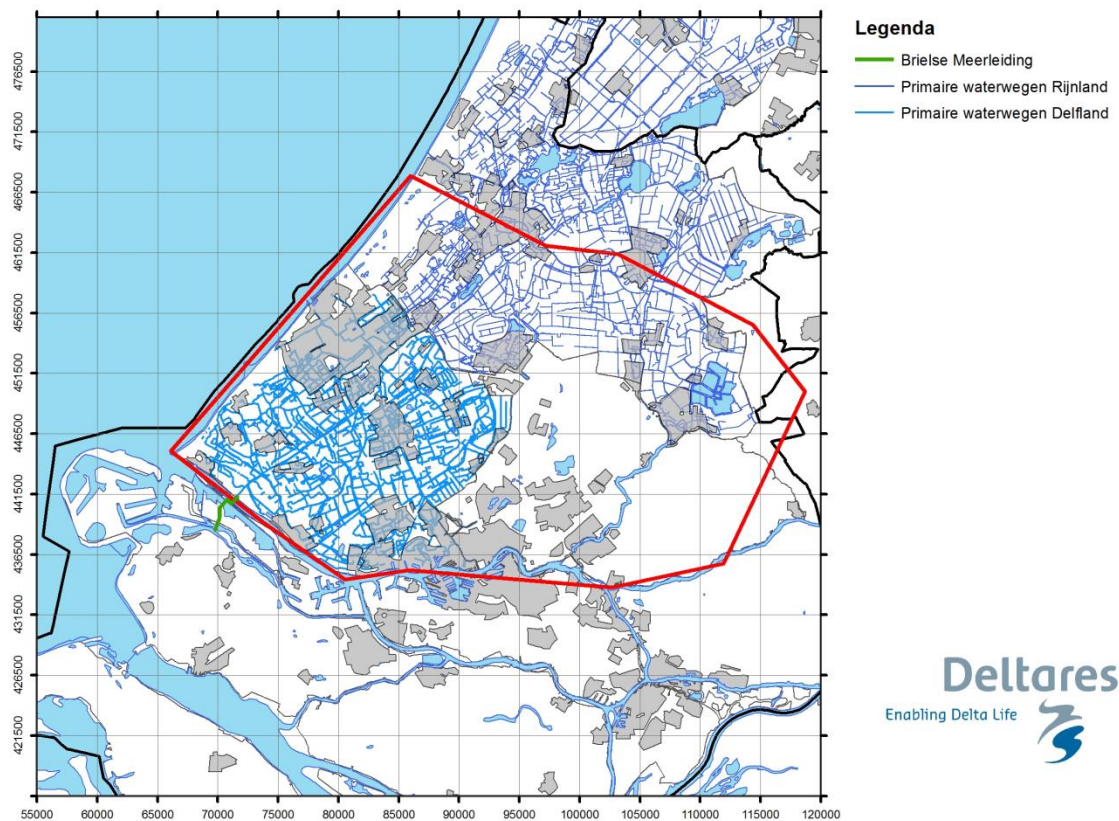 Legenda
Brielse Meerleiding
Primaire waterwegen Rijnland
Primaire waterwegen Delfland
476500
471500
466500
461500
456500
451500
446500
441500
436500
431500
426500
421500
55000 60000 65000 70000 75000 80000 85000 90000 95000 100000 105000 110000 115000 120000
Deltares
Enabling Delta Life